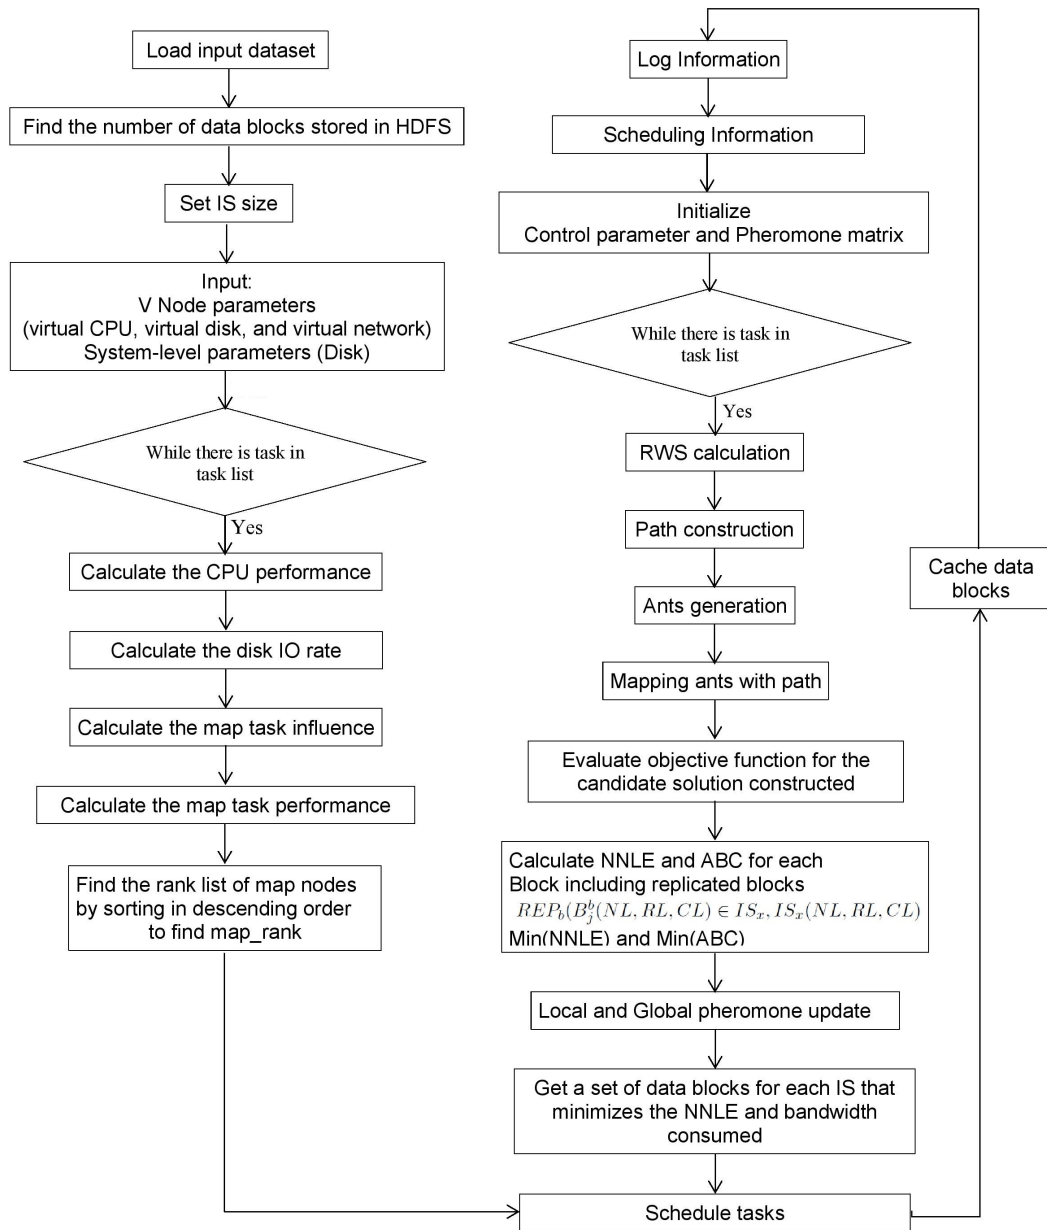 Load input dataset
Find the number of data blocks stored in HDFS
Set IS size
Input:
V Node parameters
(virtual CPU, virtual disk, and virtual network)
System-level parameters (Disk)
While there is task in
task list
Yes
Calculate the CPU performance
Calculate the disk IO rate
Calculate the map task influence
Calculate the map task performance
Find the rank list of map nodes
by sorting in descending order
to find map_rank
Log Information
Scheduling Information
Initialize
Control parameter and Pheromone matrix
While there is task in
task list
Yes
RWS calculation
Path construction
Ants generation
Mapping ants with path
Evaluate objective function for the
candidate solution constructed
Calculate NNLE and ABC for each
Block including replicated blocks
$REP_b(B_j^b(NL, RL, CL) \in IS_x, IS_x(NL, RL, CL)$
Min(NNLE) and Min(ABC)
Local and Global pheromone update
Get a set of data blocks for each IS that
minimizes the NNLE and bandwidth
consumed
Schedule tasks
Cache data
blocks